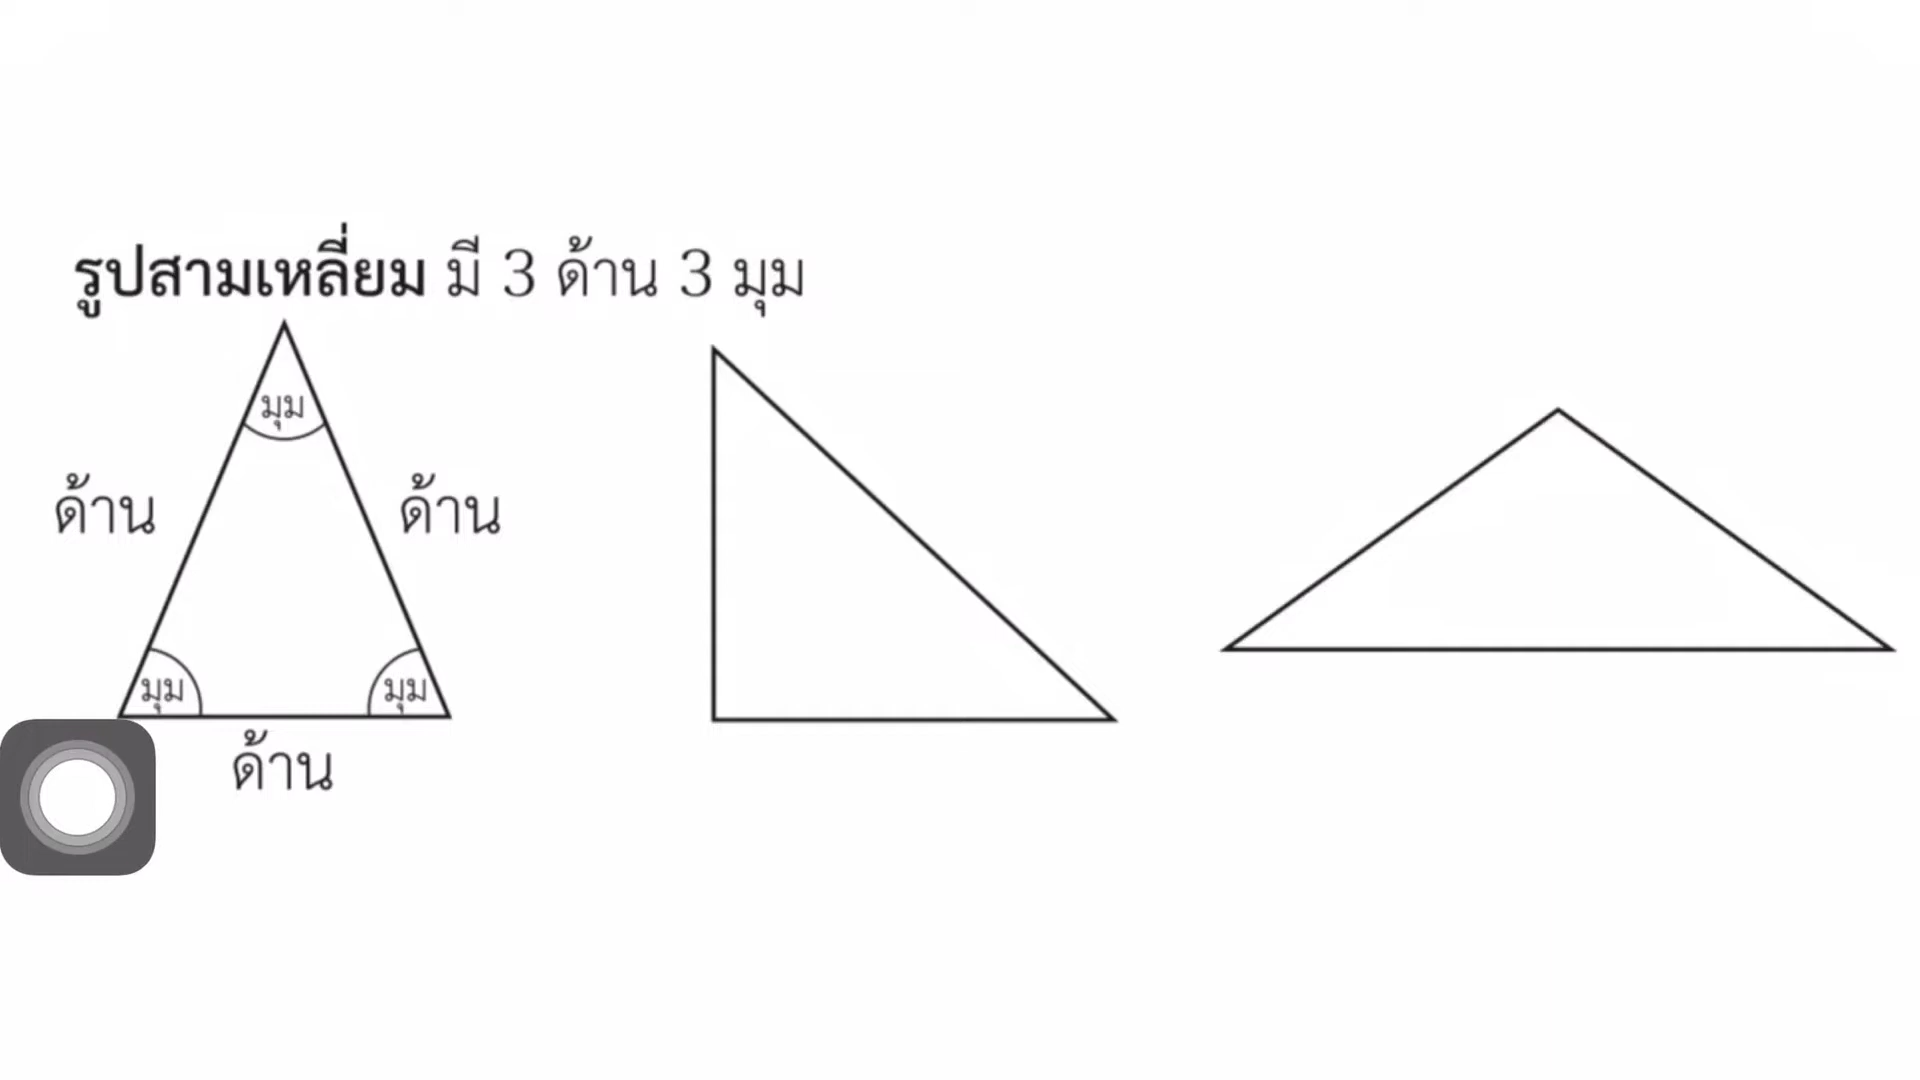 รูปสามเหลี่ยม มี 3 ด้าน 3 มุม
มุม
ด้าน ด้าน
มุม มุม
ด้าน